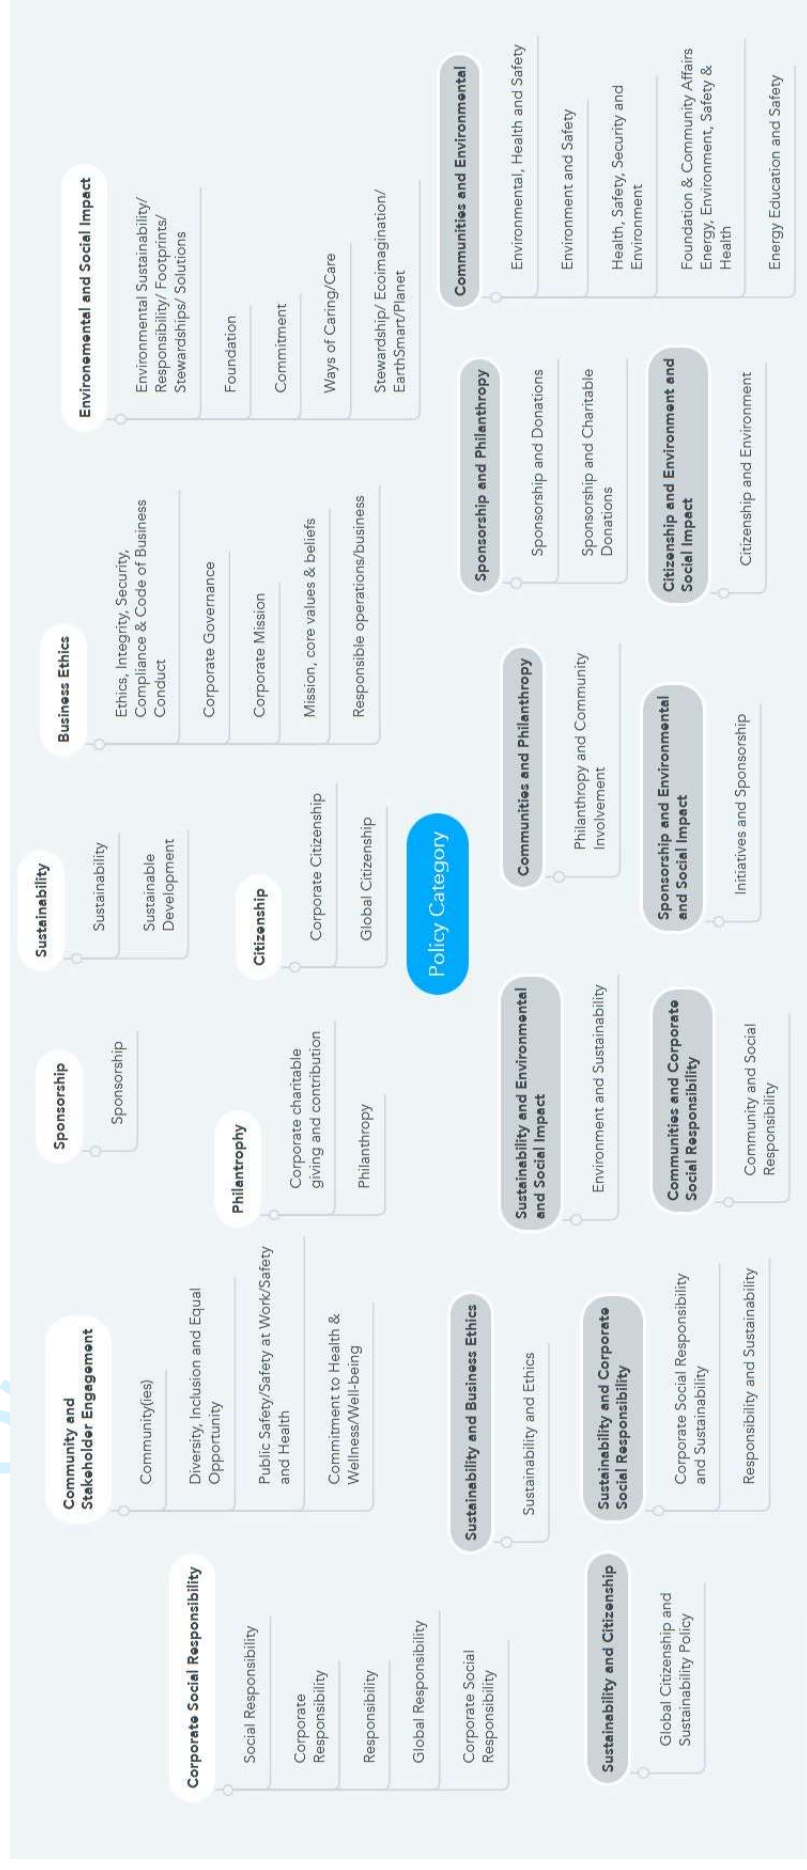 Corporate Social Responsibility
Social Responsibility
Corporate
Responsibility
Responsibility
Global Responsibility
Corporate Social
Responsibility
Community and
Stakeholder Engagement
Community(ies)
Diversity, Inclusion and Equal
Opportunity
Public Safety/Safety at Work/Safety
and Health
Commitment to Health &
Wellness/Well-being
Sponsorship
Sponsorship
Philantrophy
Corporate charitable
giving and contribution
Philanthropy
Sustainability
Sustainability
Sustainable
Development
Citizenship
Corporate Citizenship
Global Citizenship
Business Ethics
Ethics, Integrity, Security,
Compliance & Code of Business
Conduct
Corporate Governance
Corporate Mission
Mission, core values & beliefs
Responsible operations/business
Environemental and Social Impact
Environmental Sustainability/
Responsibility/ Footprints/
Stewardships/ Solutions
Foundation
Commitment
Ways of Caring/Care
Stewardship/ Ecoimagination/
EarthSmart/Planet
Policy Category
Sustainability and Citizenship
Global Citizenship and
Sustainability Policy
Sustainability and Business Ethics
Sustainability and Ethics
Sustainability and Corporate
Social Responsibility
Corporate Social Responsibility
and Sustainability
Responsibility and Sustainability
Sustainability and Environmental
and Social Impact
Environment and Sustainability
Communities and Corporate
Social Responsibility
Community and Social
Responsibility
Communities and Philanthropy
Philanthropy and Community
Involvement
Sponsorship and Environmental
and Social Impact
Initiatives and Sponsorship
Sponsorship and Philanthropy
Sponsorship and Donations
Sponsorship and Charitable
Donations
Citizenship and Environment and
Social Impact
Citizenship and Environment
Communities and Environmental
Environmental, Health and Safety
Environment and Safety
Health, Safety, Security and
Environment
Foundation & Community Affairs
Energy, Environment, Safety &
Health
Energy Education and Safety